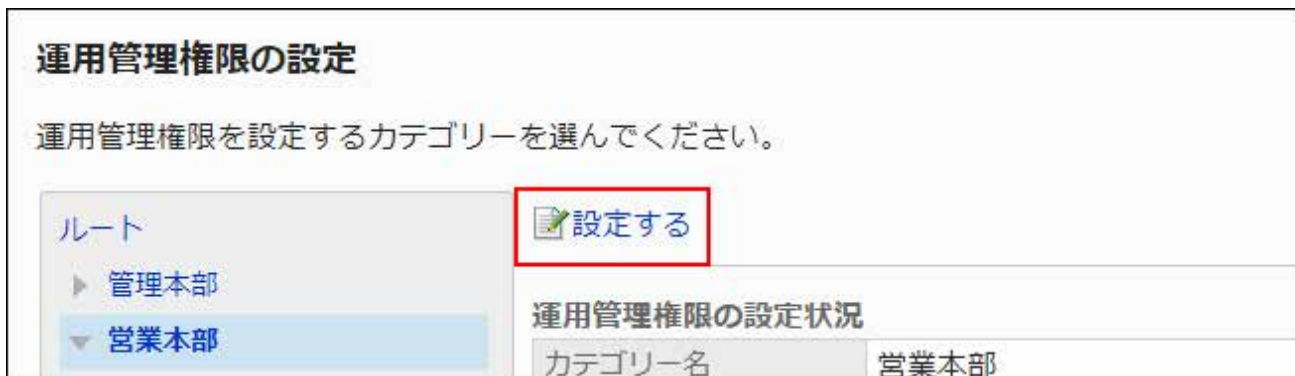 運用管理権限の設定
運用管理権限を設定するカテゴリーを選んでください。
ルート
管理本部
営業本部
設定する
運用管理権限の設定状況
カテゴリー名 営業本部